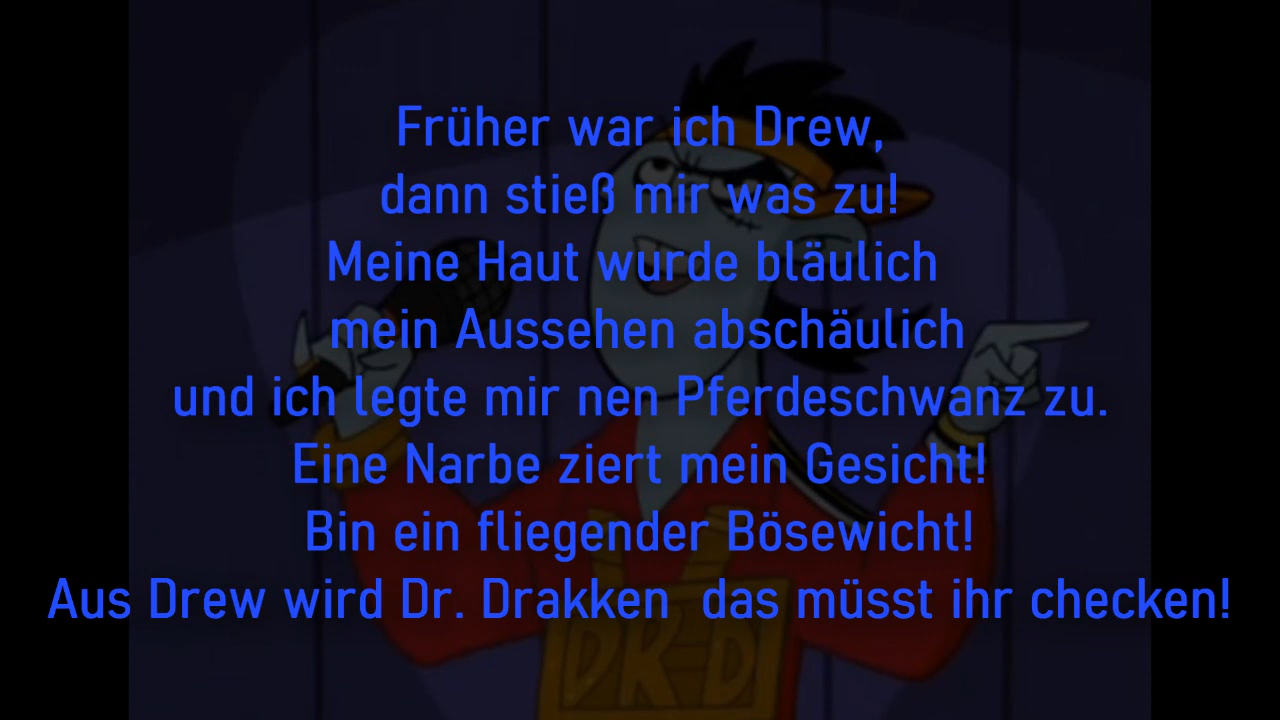 Früher war ich Drew,
dann stieß mir was zu!
Meine Haut wurde bläulich
mein Aussehen abschäulich
und ich legte mir nen Pferdeschwanz zu.
Eine Narbe ziert mein Gesicht!
Bin ein fliegender Bösewicht!
Aus Drew wird Dr. Drakken das müsst ihr checken!
DR-D